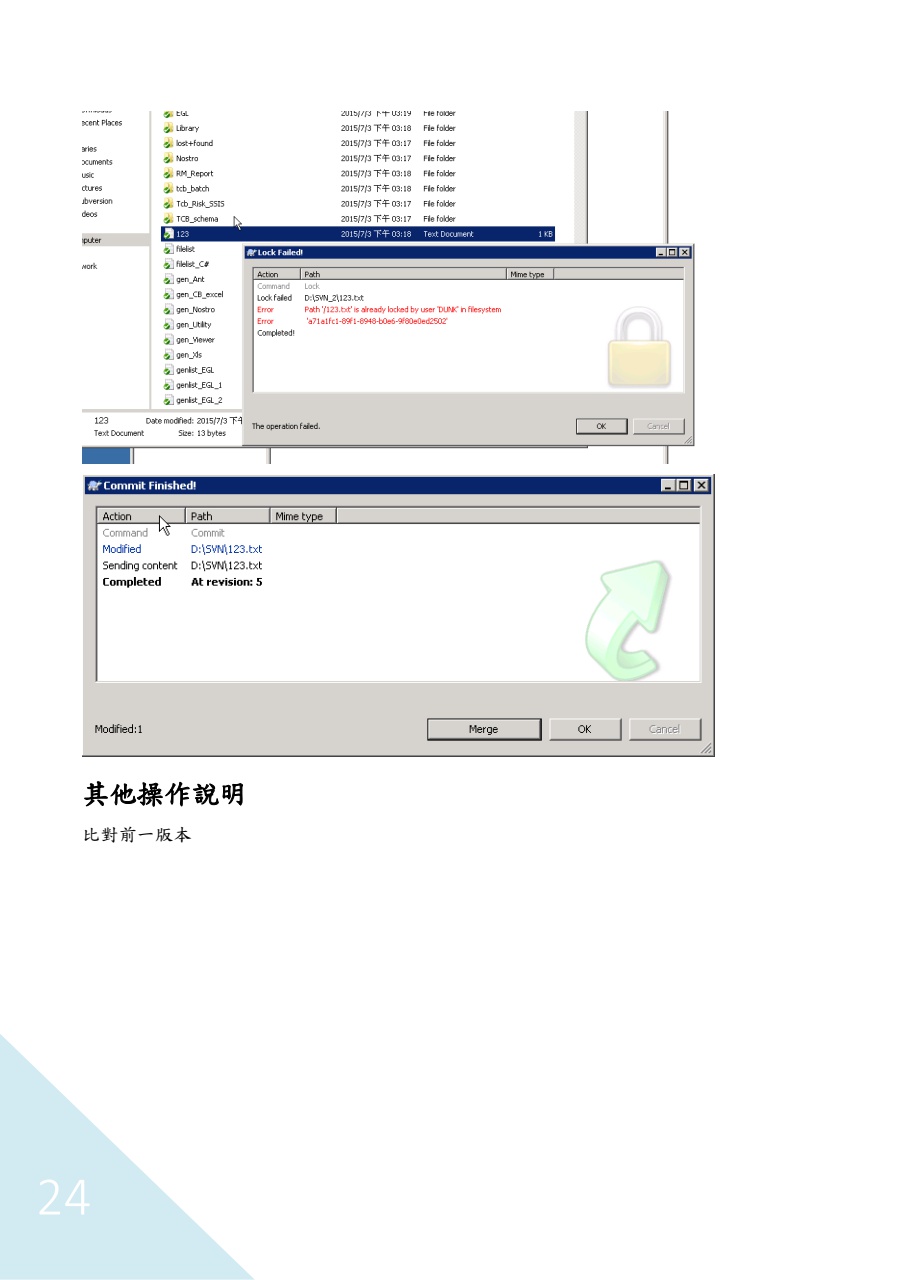 ecent Places
EGL 2015/7/3 下午 03:19 File folder
Library 2015/7/3 下午 03:18 File folder
lost+found 2015/7/3 下午 03:17 File folder
Nostro 2015/7/3 下午 03:17 File folder
RM_Report 2015/7/3 下午 03:18 File folder
tcb_batch 2015/7/3 下午 03:18 File folder
Tcb_Risk_SSIS 2015/7/3 下午 03:17 File folder
TCB_schema 2015/7/3 下午 03:17 File folder
123 2015/7/3 下午 03:18 Text Document 1 KB
aries
ocuments
usic
ctures
ubversion
deos
puter
work
filelist
filelist_C#
gen_Ant
gen_CB_excel
gen_Nostro
gen_Utility
gen_Viewer
gen_Xls
genlist_EGL
genlist_EGL_1
genlist_EGL_2
123 Date modified: 2015/7/3 下午
Text Document Size: 13 bytes
Lock Failed!
Action Path Mime type
Command Lock
Lock failed D:\SVN_2\123.txt
Error Path '/123.txt' is already locked by user 'DUNK' in filesystem
Error 'a71a1fc1-89f1-8948-b0e6-9f80e0ed2502'
Completed!
The operation failed.
OK Cancel
Commit Finished!
Action Path Mime type
Command Commit
Modified D:\SVN\123.txt
Sending content D:\SVN\123.txt
Completed At revision: 5
Modified:1
Merge OK Cancel
其他操作說明
比對前一版本
24